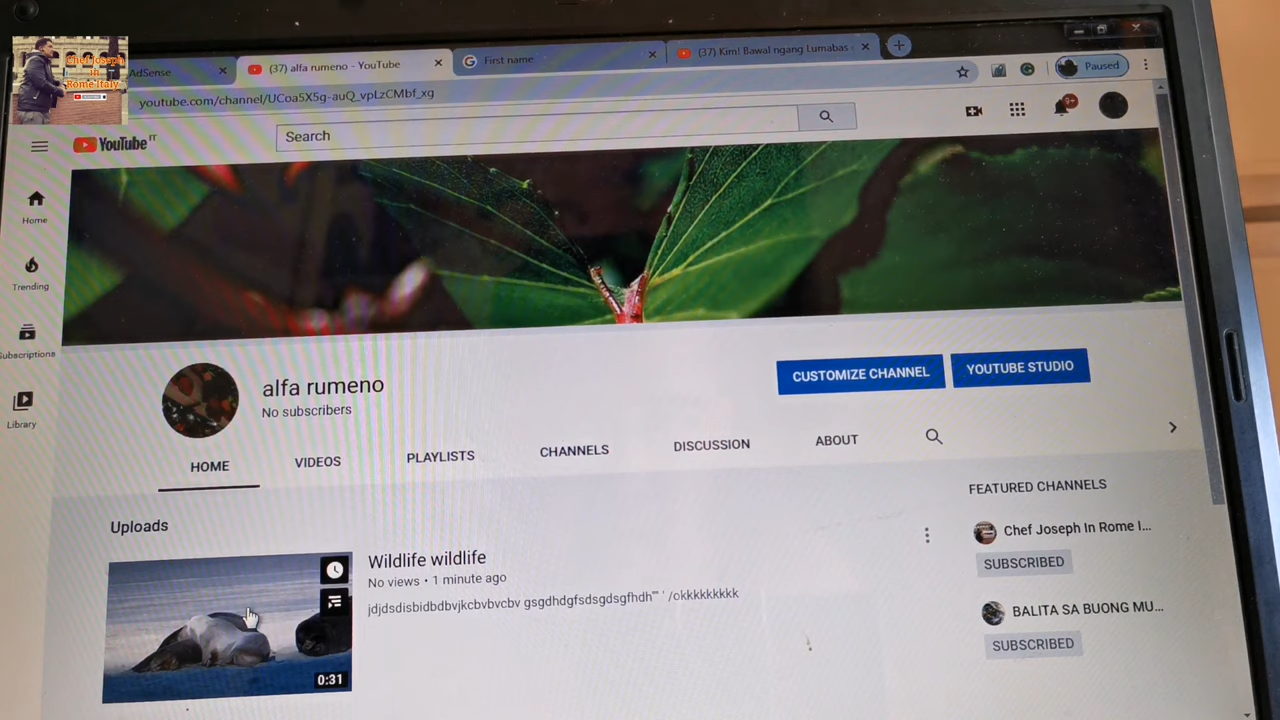 Chef Joseph
in
Rome Italy
AdSense
(37) alfa rumeno - YouTube
First name
(37) Kim! Bawal ngang Lumabas
youtube.com/channel/UCoa5X5g-auQ_vpLzCMbf_xg
Paused
YouTube IT
Search
9+
Home
Trending
Subscriptions
Library
alfa rumeno
No subscribers
CUSTOMIZE CHANNEL
YOUTUBE STUDIO
HOME
VIDEOS
PLAYLISTS
CHANNELS
DISCUSSION
ABOUT
Uploads
Wildlife wildlife
No views • 1 minute ago
jdjdsdisbidbdbvjkcbvbvcbv gsgdhdgfsdsgdsgfhdh"' ' /okkkkkkkkk
0:31
FEATURED CHANNELS
Chef Joseph In Rome I...
SUBSCRIBED
BALITA SA BUONG MU...
SUBSCRIBED